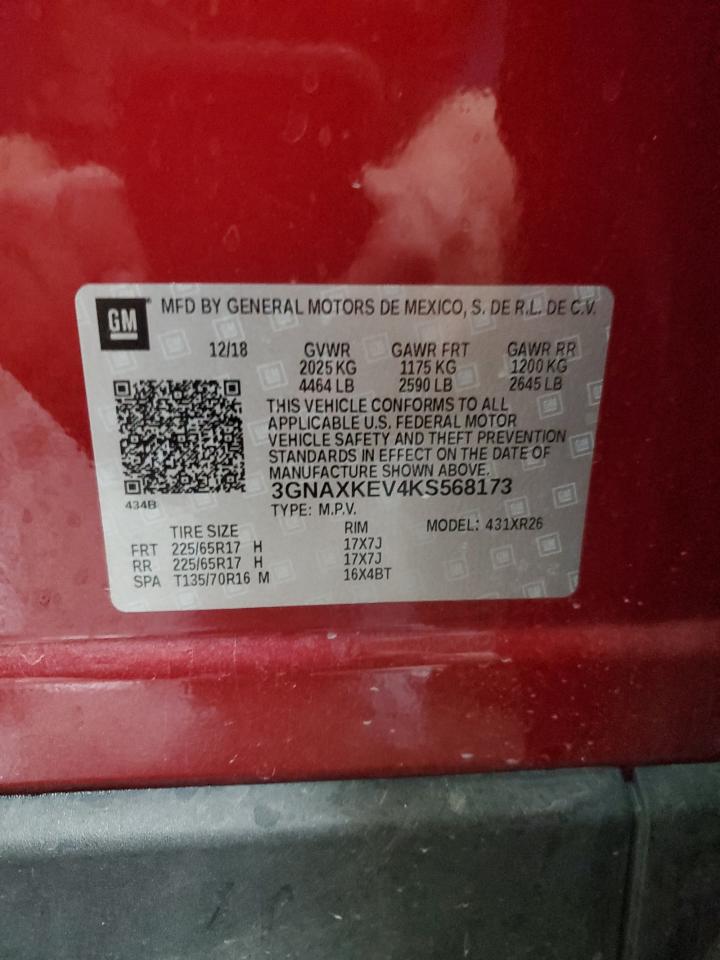 GM MFD BY GENERAL MOTORS DE MEXICO, S. DE R.L. DE C.V.
12/18 GVWR GAWR FRT GAWR RR
2025 KG 1175 KG 1200 KG
4464 LB 2590 LB 2645 LB
THIS VEHICLE CONFORMS TO ALL
APPLICABLE U.S. FEDERAL MOTOR
VEHICLE SAFETY AND THEFT PREVENTION
STANDARDS IN EFFECT ON THE DATE OF
MANUFACTURE SHOWN ABOVE.
3GNAXKEV4KS568173
434B
TYPE: M.P.V.
TIRE SIZE RIM MODEL: 431XR26
FRT 225/65R17 H 17X7J
RR 225/65R17 H 17X7J
SPA T135/70R16 M 16X4BT